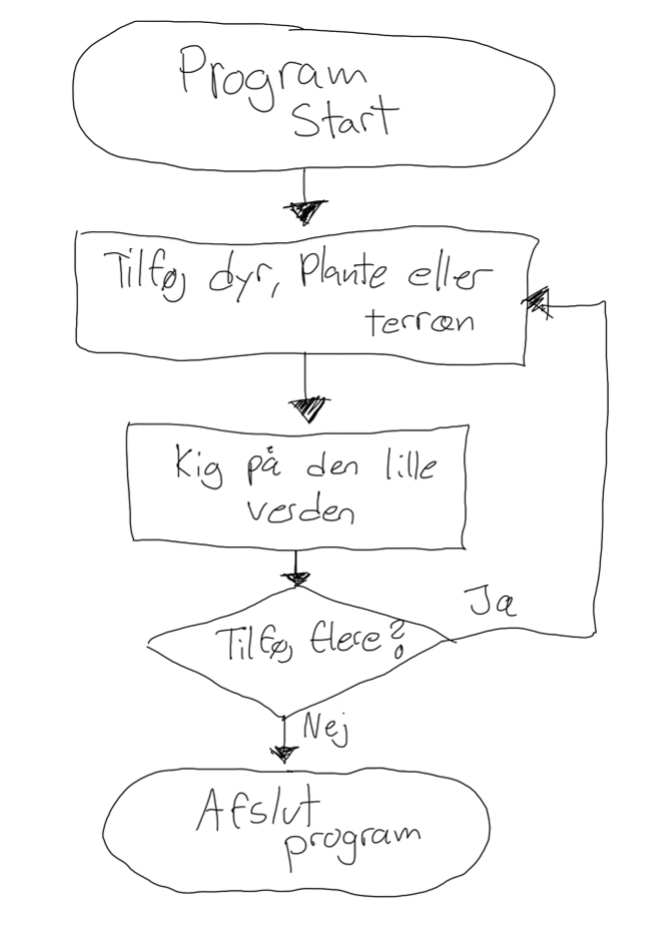 Program
Start
Tilføj dyr, Plante eller
terræn
Kig på den lille
verden
Ja
Tilføj flere?
Nej
Afslut
program